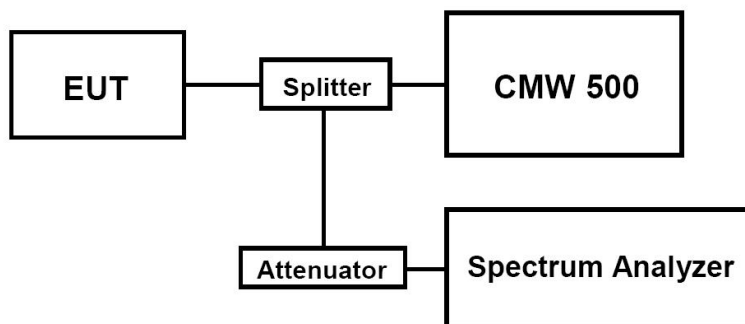 EUT
Splitter
CMW 500
Attenuator
Spectrum Analyzer